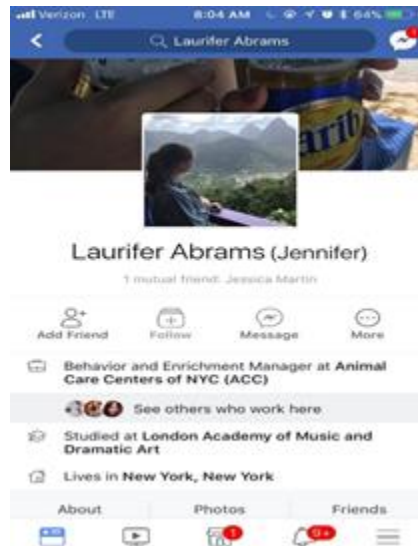 Verizon LTE 8:04 AM 64%
Laurifer Abrams
Carib
Laurifer Abrams (Jennifer)
1 mutual friend: Jessica Martin
Add Friend Follow Message More
Behavior and Enrichment Manager at Animal
Care Centers of NYC (ACC)
See others who work here
Studied at London Academy of Music and
Dramatic Art
Lives in New York, New York
About Photos Friends
9+